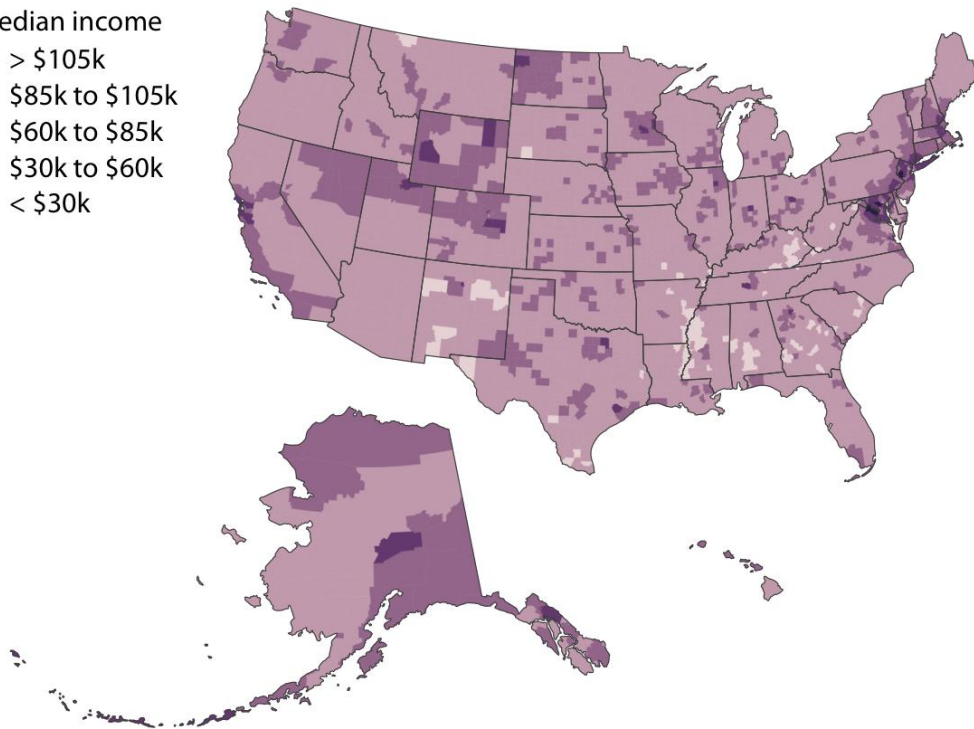 edian income
> $105k
$85k to $105k
$60k to $85k
$30k to $60k
< $30k